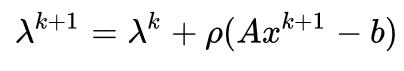 λ^{k+1} = λ^k + ρ(Ax^{k+1} − b)